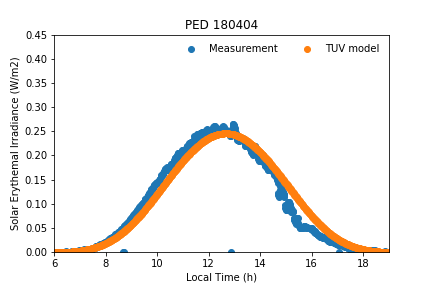 PED 180404
Measurement
TUV model
Solar Erythemal Irradiance (W/m2)
0.45
0.40
0.35
0.30
0.25
0.20
0.15
0.10
0.05
0.00
6 8 10 12 14 16 18
Local Time (h)